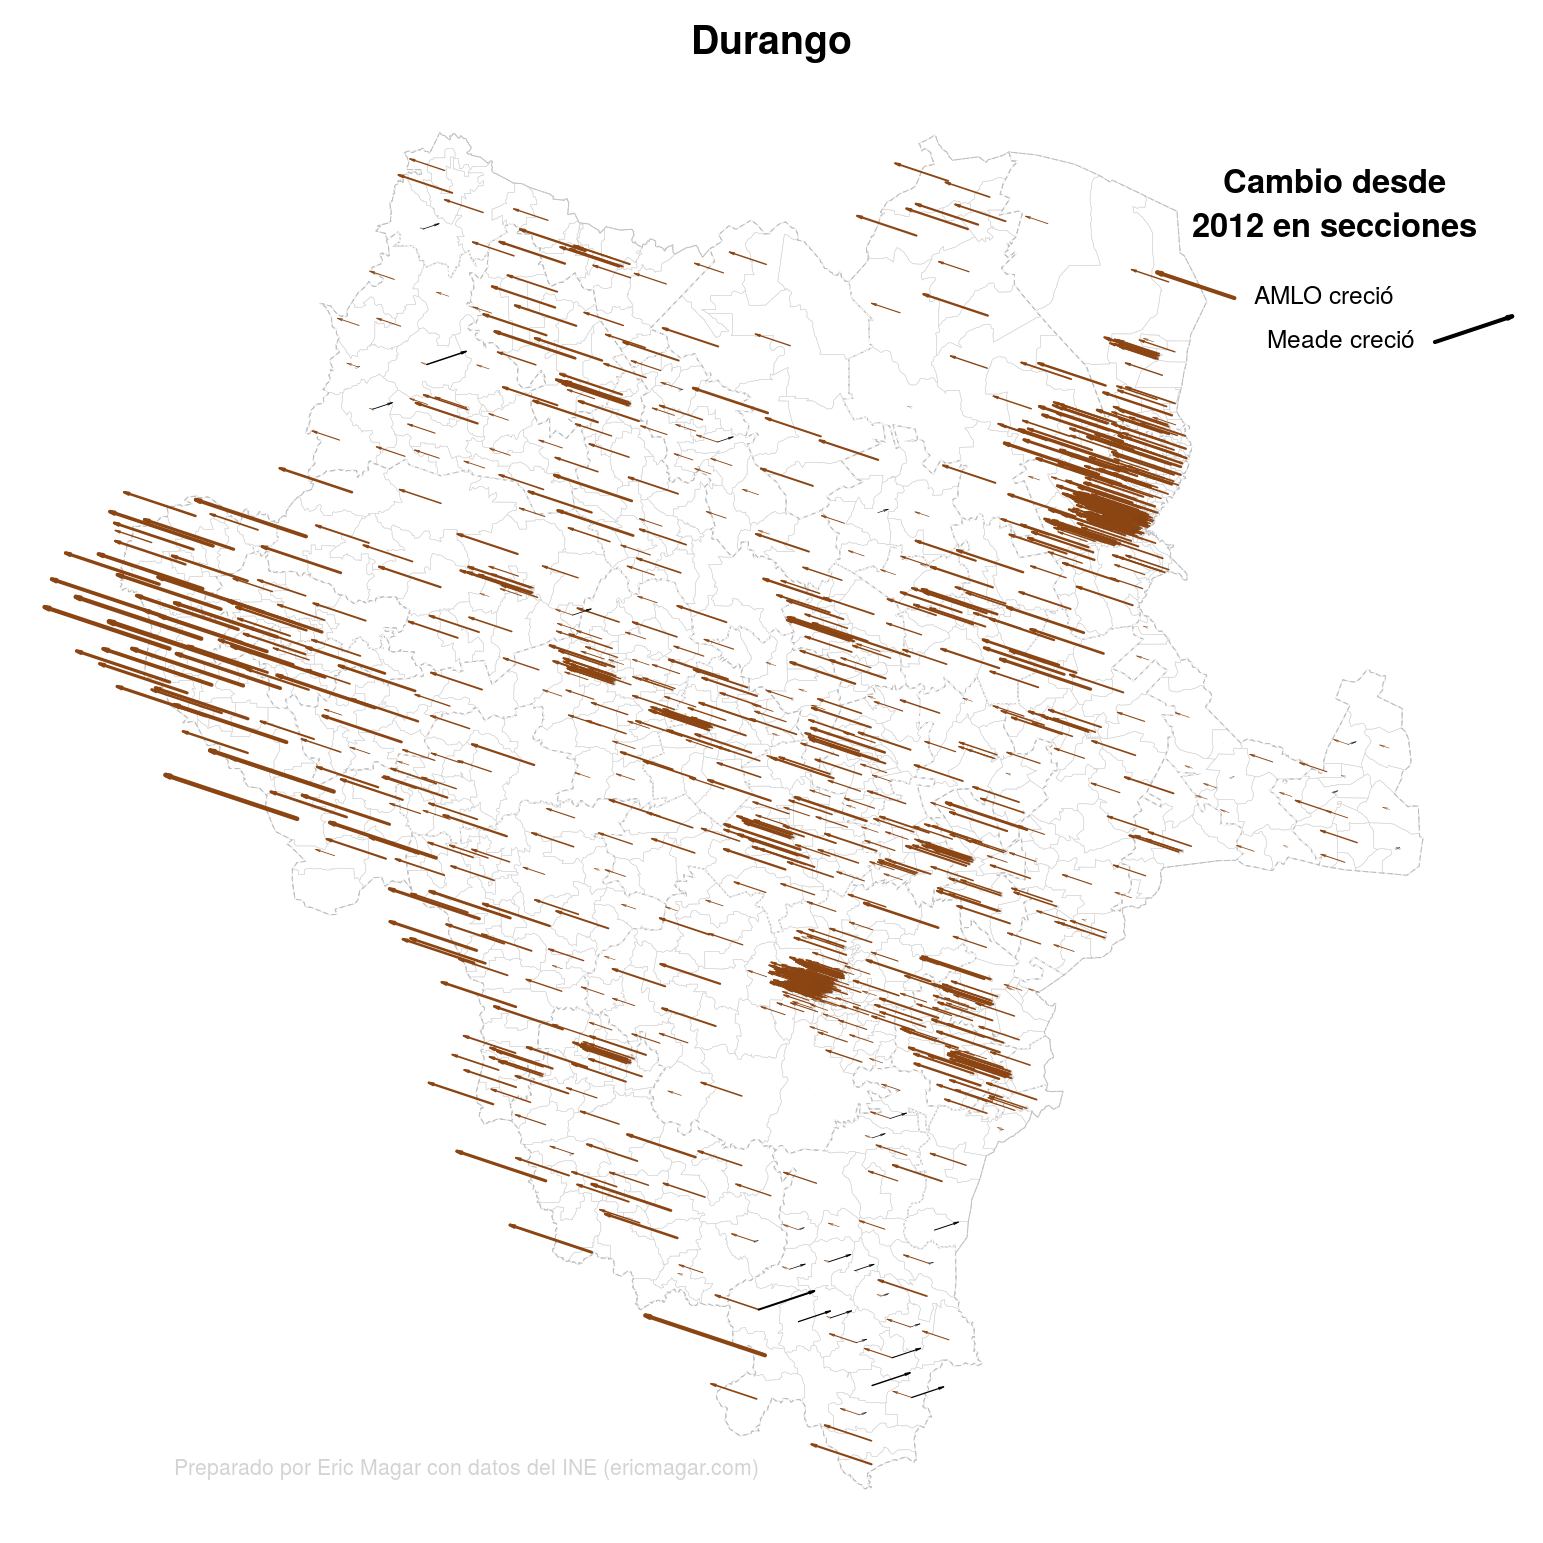 Durango
Cambio desde
2012 en secciones
AMLO creció
Meade creció
Preparado por Eric Magar con datos del INE (ericmagar.com)